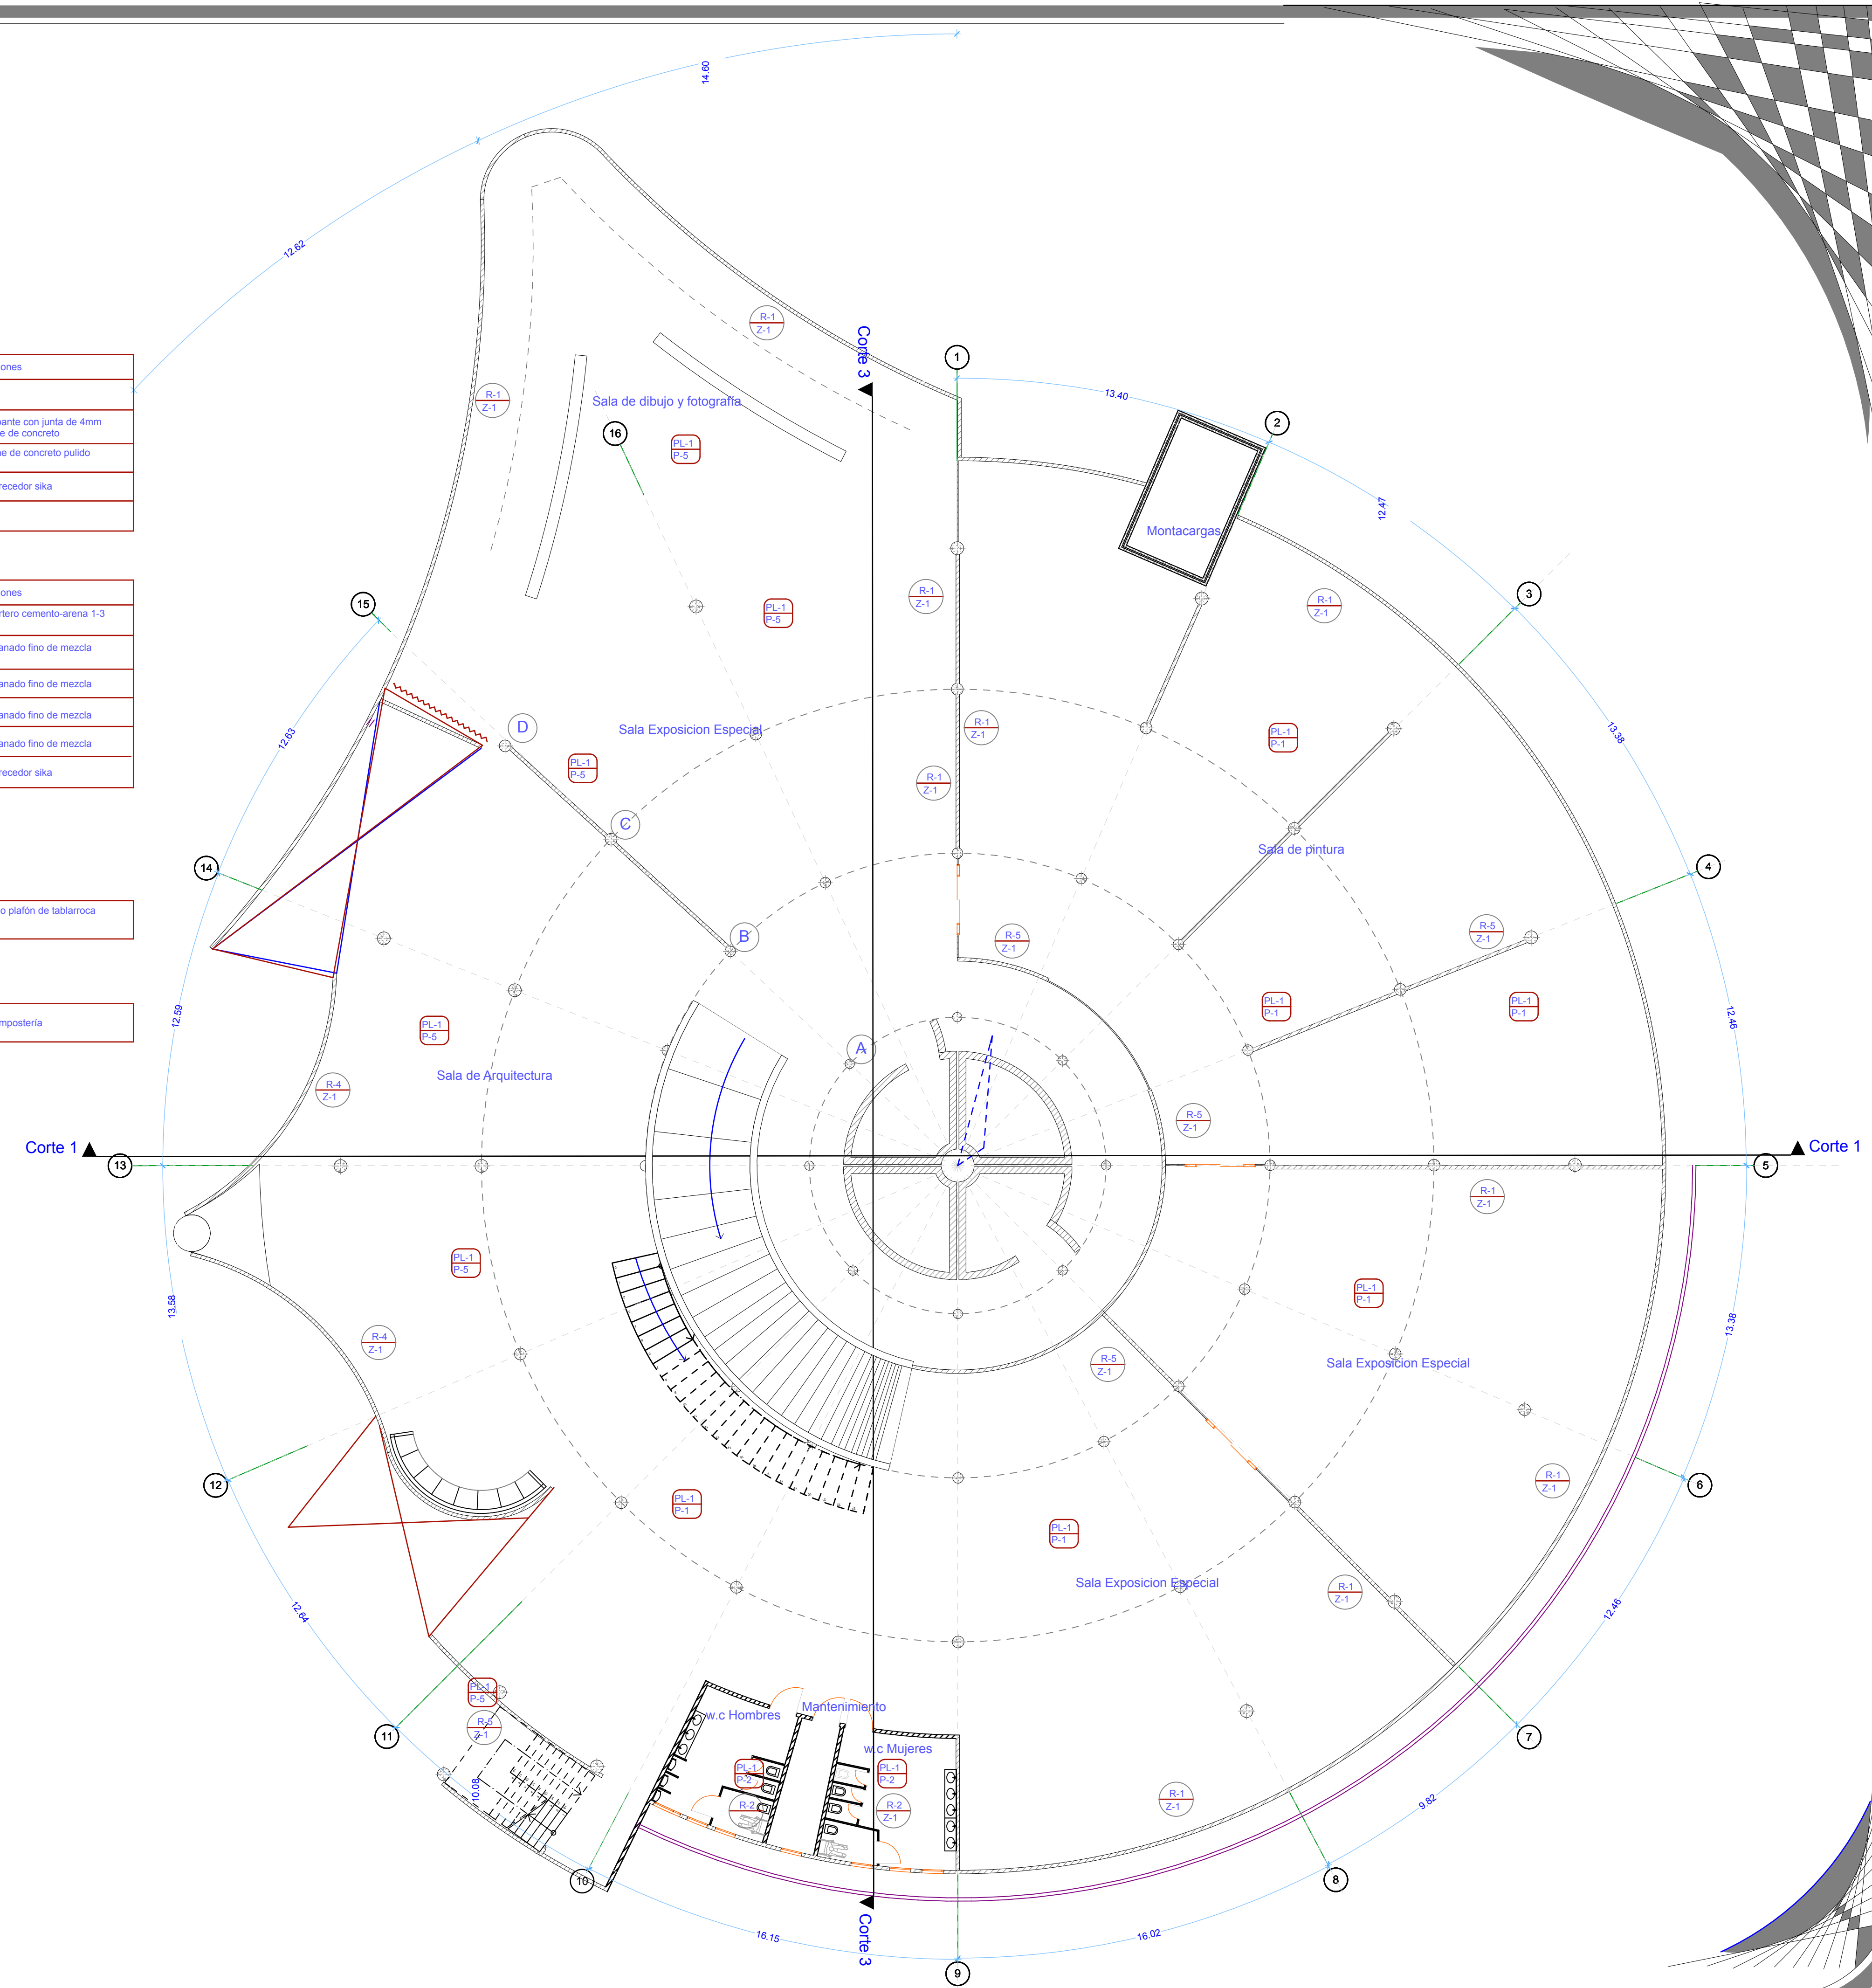 14.60
12.62
ones
pante con junta de 4mm
e de concreto
ne de concreto pulido
recedor sika
ones
rtero cemento-arena 1-3
anado fino de mezcla
anado fino de mezcla
anado fino de mezcla
anado fino de mezcla
recedor sika
o plafón de tablarroca
mpostería
R-1
Z-1
Corte 3
1
13.40
R-1
Z-1
Sala de dibujo y fotografía
16
PL-1
P-5
2
12.47
Montacargas
15
PL-1
P-5
R-1
Z-1
R-1
Z-1
3
12.63
D
Sala Exposicion Especial
R-1
Z-1
PL-1
P-1
13.38
PL-1
P-5
R-1
Z-1
C
Sala de pintura
14
4
B
R-5
Z-1
R-5
Z-1
12.59
PL-1
P-5
PL-1
P-1
PL-1
P-1
12.46
A
Sala de Arquitectura
R-4
Z-1
R-5
Z-1
Corte 1
Corte 1
13
5
R-1
Z-1
PL-1
P-5
13.58
PL-1
P-1
13.38
R-4
Z-1
R-5
Z-1
Sala Exposicion Especial
12
R-1
Z-1
6
PL-1
P-1
PL-1
P-1
Sala Exposicion Especial
R-1
Z-1
12.64
12.46
PL-1
P-5
R-5
Z-1
w.c Hombres
Mantenimiento
w.c Mujeres
11
7
PL-1
P-2
PL-1
P-2
10.08
R-2
R-2
Z-1
R-1
Z-1
9.82
10
8
16.15
Corte 3
16.02
9